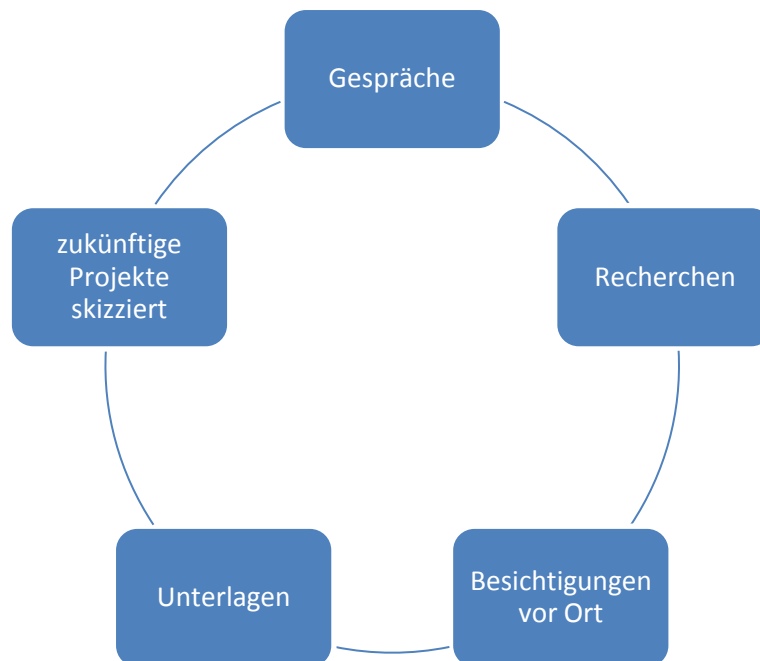 Gespräche
Recherchen
Besichtigungen
vor Ort
Unterlagen
zukünftige
Projekte
skizziert